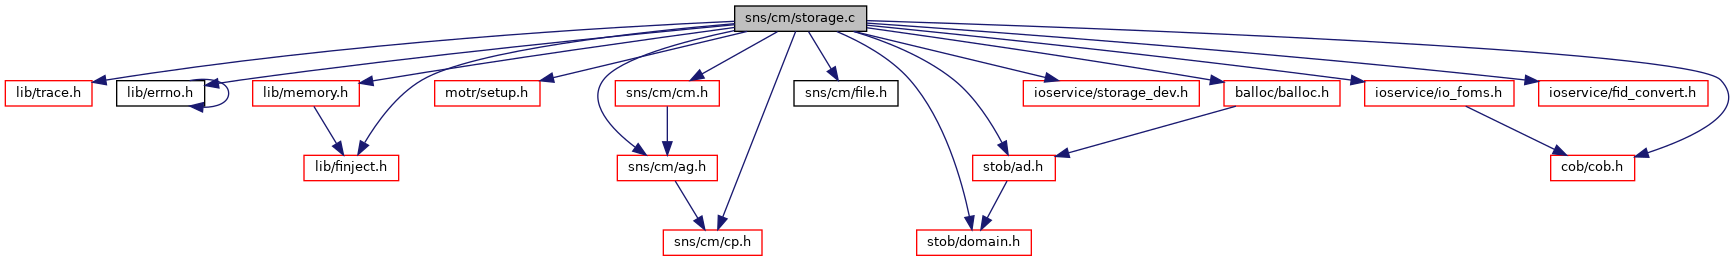 sns/cm/storage.c
lib/trace.h
lib/errno.h
lib/memory.h
motr/setup.h
sns/cm/cm.h
sns/cm/file.h
ioservice/storage_dev.h
balloc/balloc.h
ioservice/io_foms.h
ioservice/fid_convert.h
lib/finject.h
sns/cm/ag.h
stob/ad.h
cob/cob.h
sns/cm/cp.h
stob/domain.h